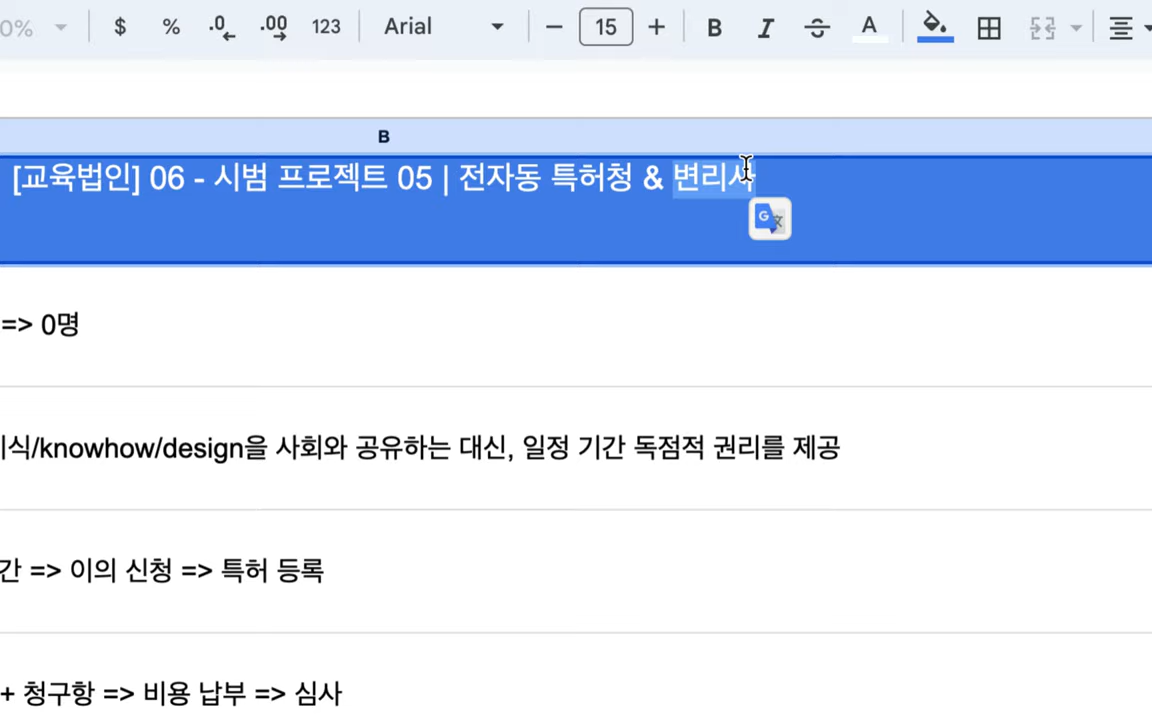 0% $ % .0 .00 123 Arial 15 B I S A
B
[교육법인] 06 - 시범 프로젝트 05 | 전자동 특허청 & 변리사
=> 0명
식/knowhow/design을 사회와 공유하는 대신, 일정 기간 독점적 권리를 제공
간 => 이의 신청 => 특허 등록
+ 청구항 => 비용 납부 => 심사